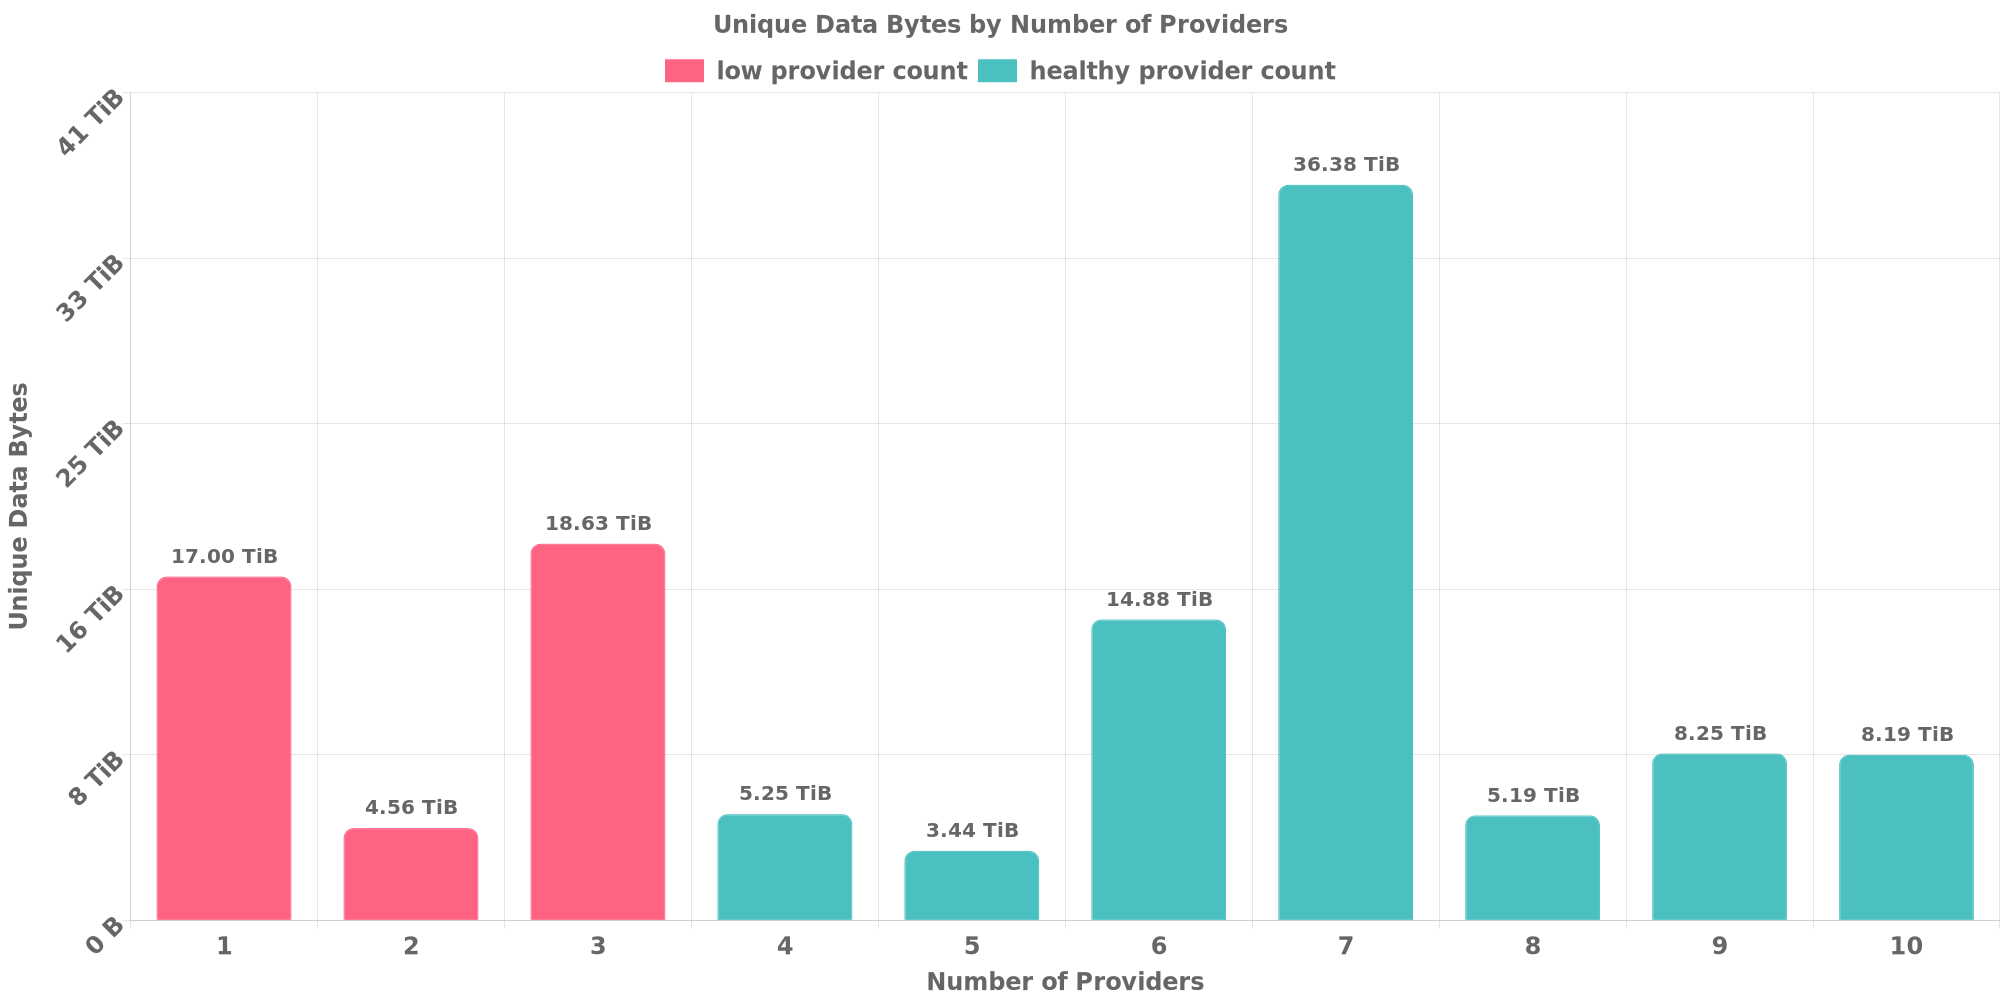 Unique Data Bytes by Number of Providers
low provider count healthy provider count
41 TiB
33 TiB
25 TiB
16 TiB
8 TiB
0 B
Unique Data Bytes
17.00 TiB
4.56 TiB
18.63 TiB
5.25 TiB
3.44 TiB
14.88 TiB
36.38 TiB
5.19 TiB
8.25 TiB
8.19 TiB
1 2 3 4 5 6 7 8 9 10
Number of Providers